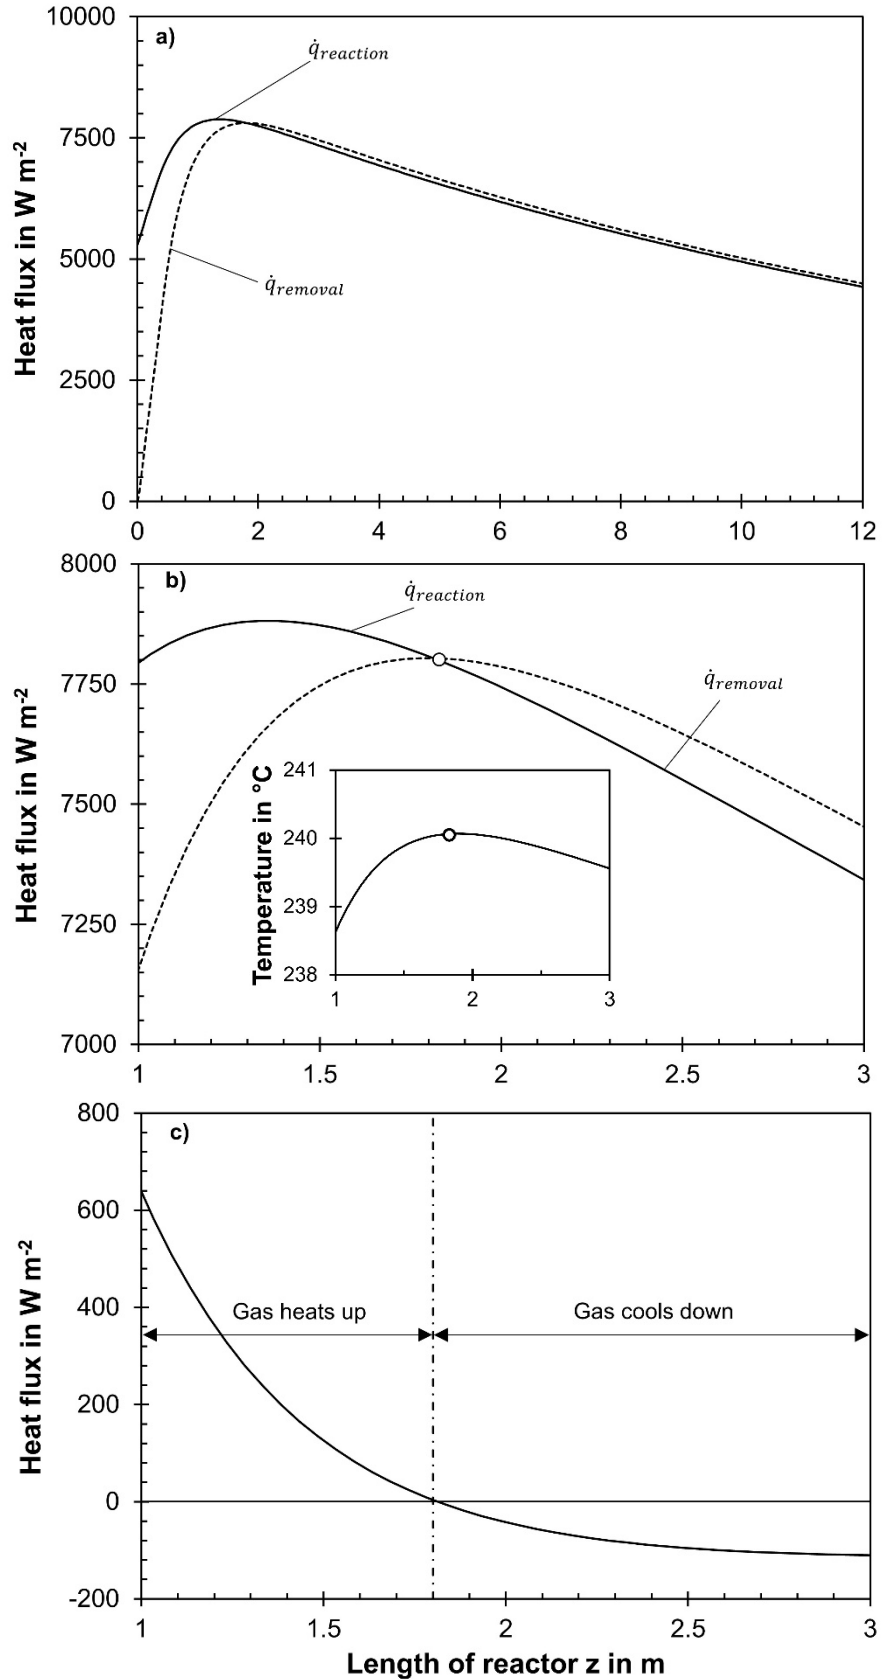 10000
a)
q̇reaction
7500
Heat flux in W m-2
5000
q̇removal
2500
0
0 2 4 6 8 10 12
8000
b)
q̇reaction
7750
q̇removal
Heat flux in W m-2
7500
7250
7000
Temperature in °C
241
240
239
238
1 2 3
1 1.5 2 2.5 3
800
c)
600
Heat flux in W m-2
400
Gas heats up Gas cools down
200
0
-200
1 1.5 2 2.5 3
Length of reactor z in m